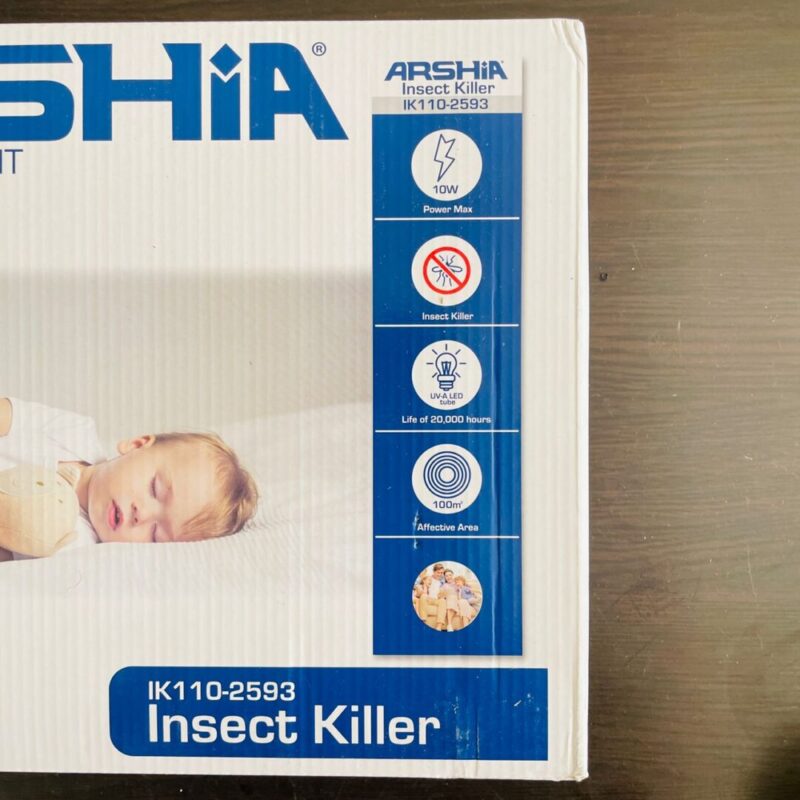 SHiA®
IT
ARSHiA
Insect Killer
IK110-2593
10W
Power Max
Insect Killer
UV-A LED
tube
Life of 20,000 hours
100m²
Affective Area
IK110-2593
Insect Killer